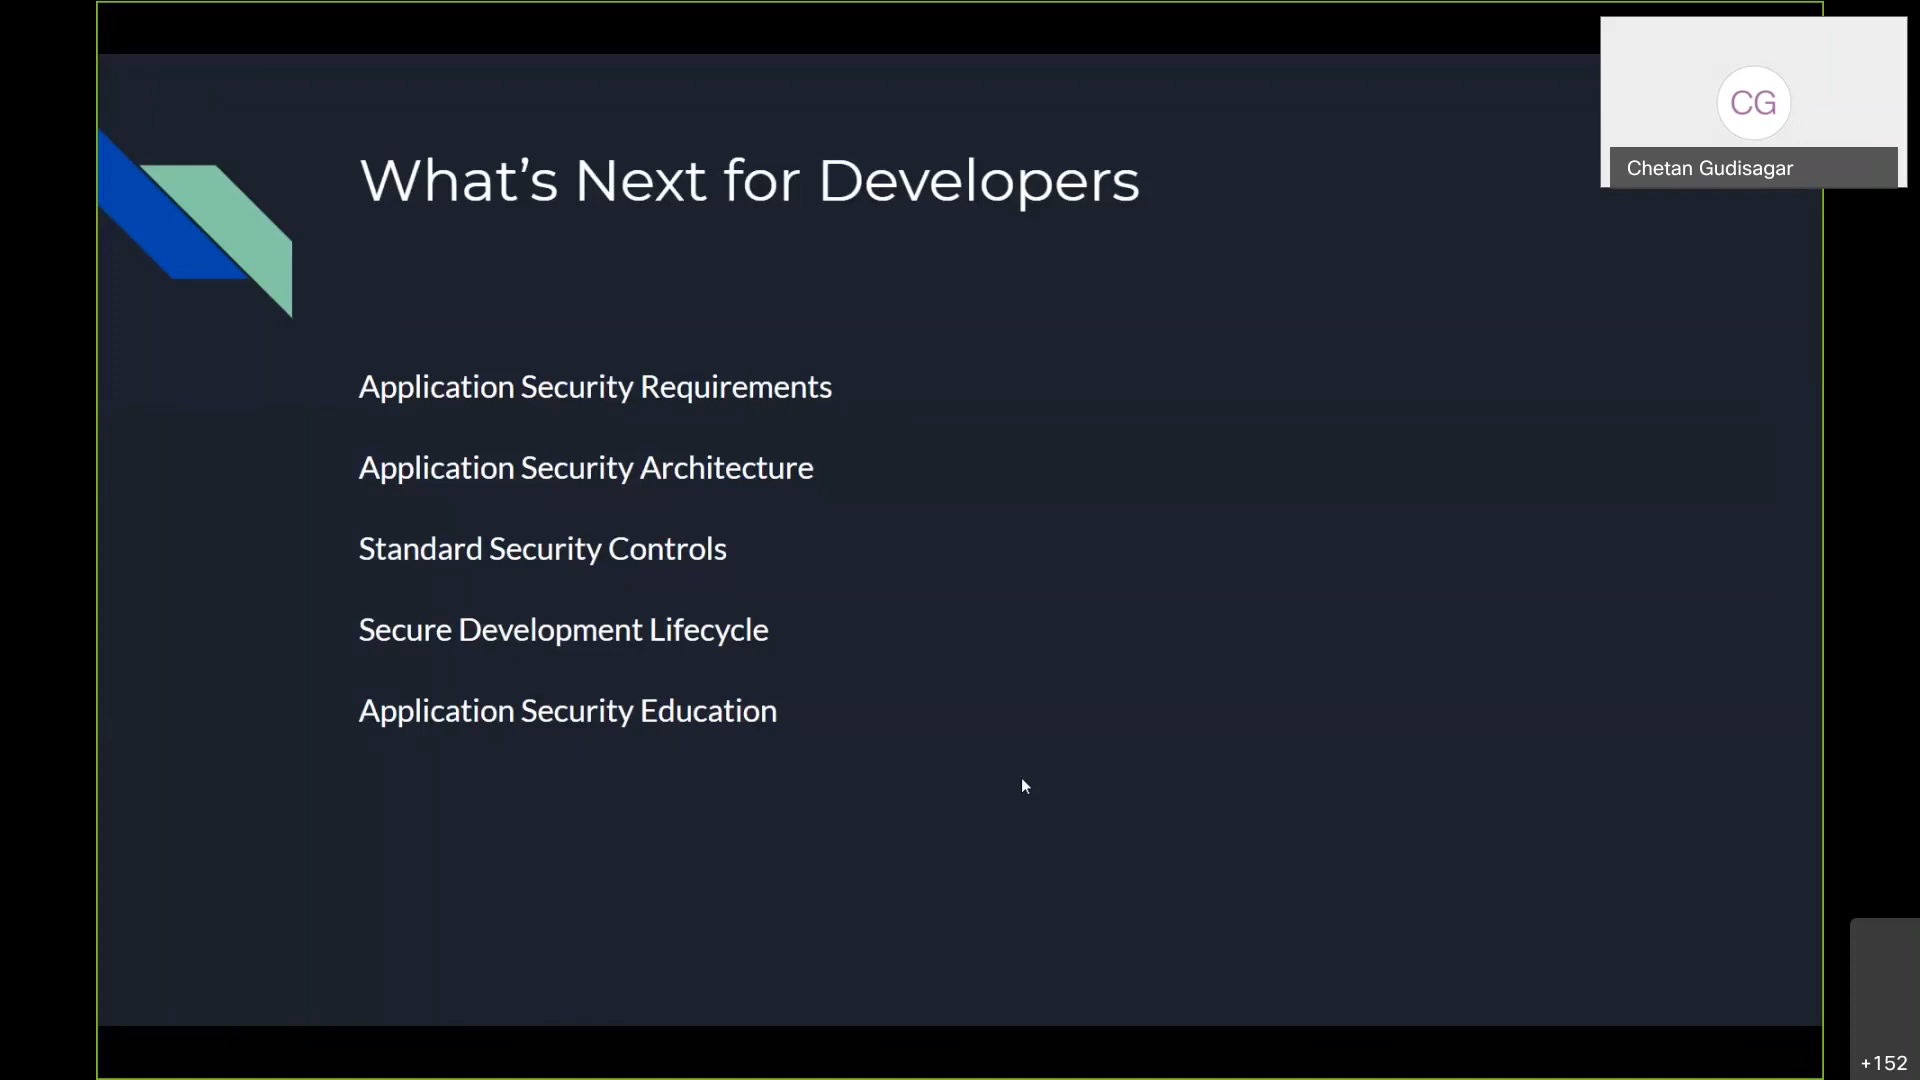 CG
Chetan Gudisagar
What’s Next for Developers
Application Security Requirements
Application Security Architecture
Standard Security Controls
Secure Development Lifecycle
Application Security Education
+152